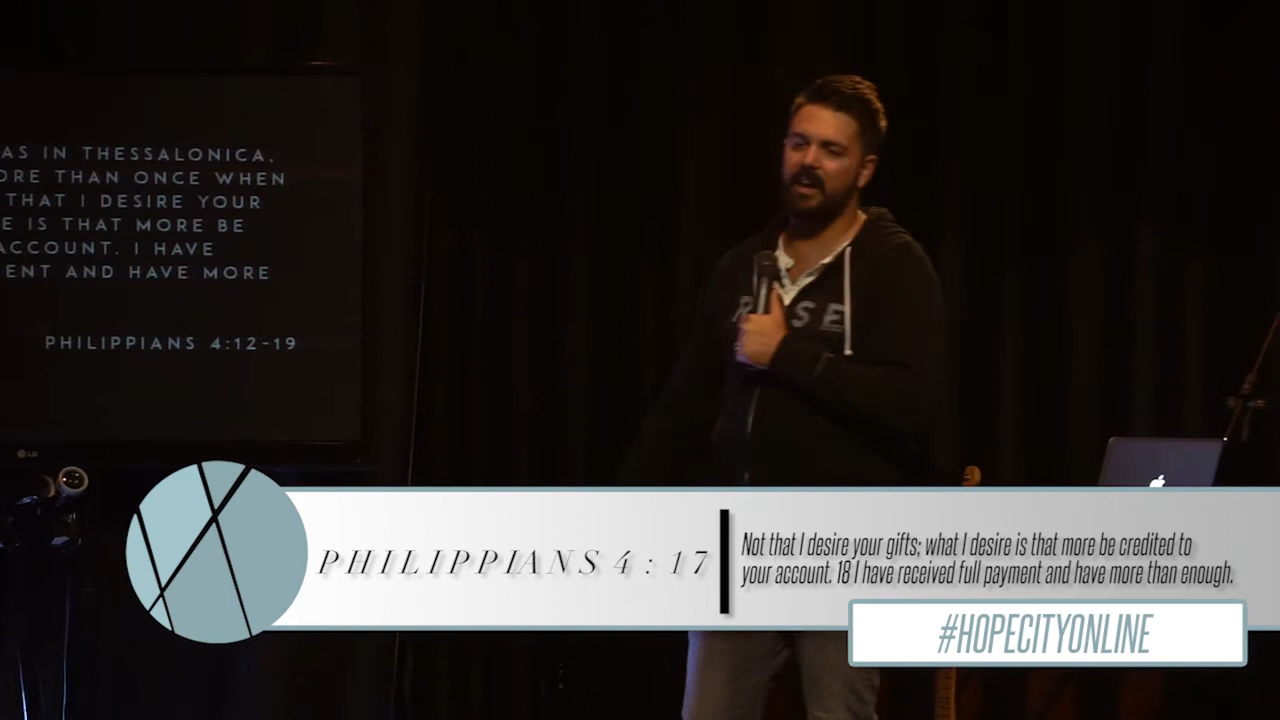 AS IN THESSALONICA,
ORE THAN ONCE WHEN
THAT I DESIRE YOUR
E IS THAT MORE BE
ACCOUNT. I HAVE
ENT AND HAVE MORE
PHILIPPIANS 4:12-19
LG
R SE
PHILIPPIANS 4 : 17
Not that I desire your gifts; what I desire is that more be credited to
your account. 18 I have received full payment and have more than enough.
#HOPECITYONLINE